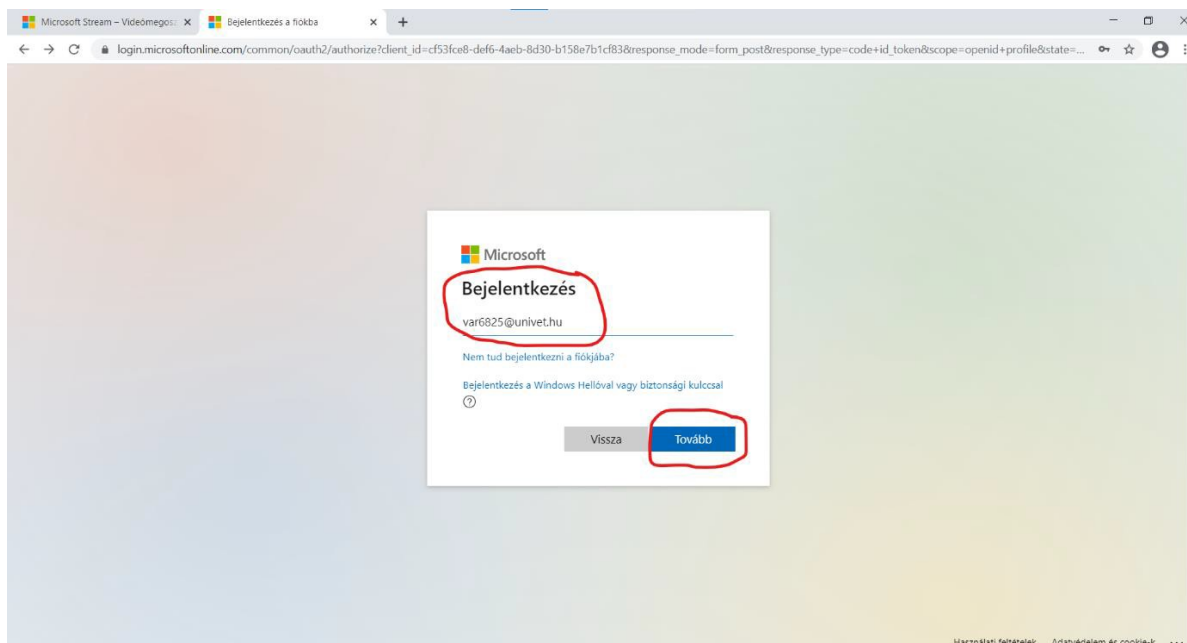 Microsoft Stream – Videómegos
Bejelentkezés a fiókba
login.microsoftonline.com/common/oauth2/authorize?client_id=cf53fce8-def6-4aeb-8d30-b158e7b1cf83&response_mode=form_post&response_type=code+id_token&scope=openid+profile&state=...
Microsoft
Bejelentkezés
var6825@univet.hu
Nem tud bejelentkezni a fiókjába?
Bejelentkezés a Windows Hellóval vagy biztonsági kulccsal
Vissza
Tovább
Használati feltételek
Adatvédelem és cookie-k